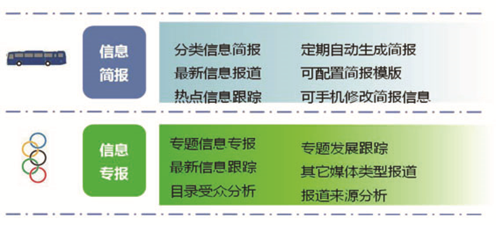 信息
简报
分类信息简报
最新信息报道
热点信息跟踪
定期自动生成简报
可配置简报模版
可手机修改简报信息
信息
专报
专题信息专报
最新信息跟踪
目录受众分析
专题发展跟踪
其它媒体类型报道
报道来源分析